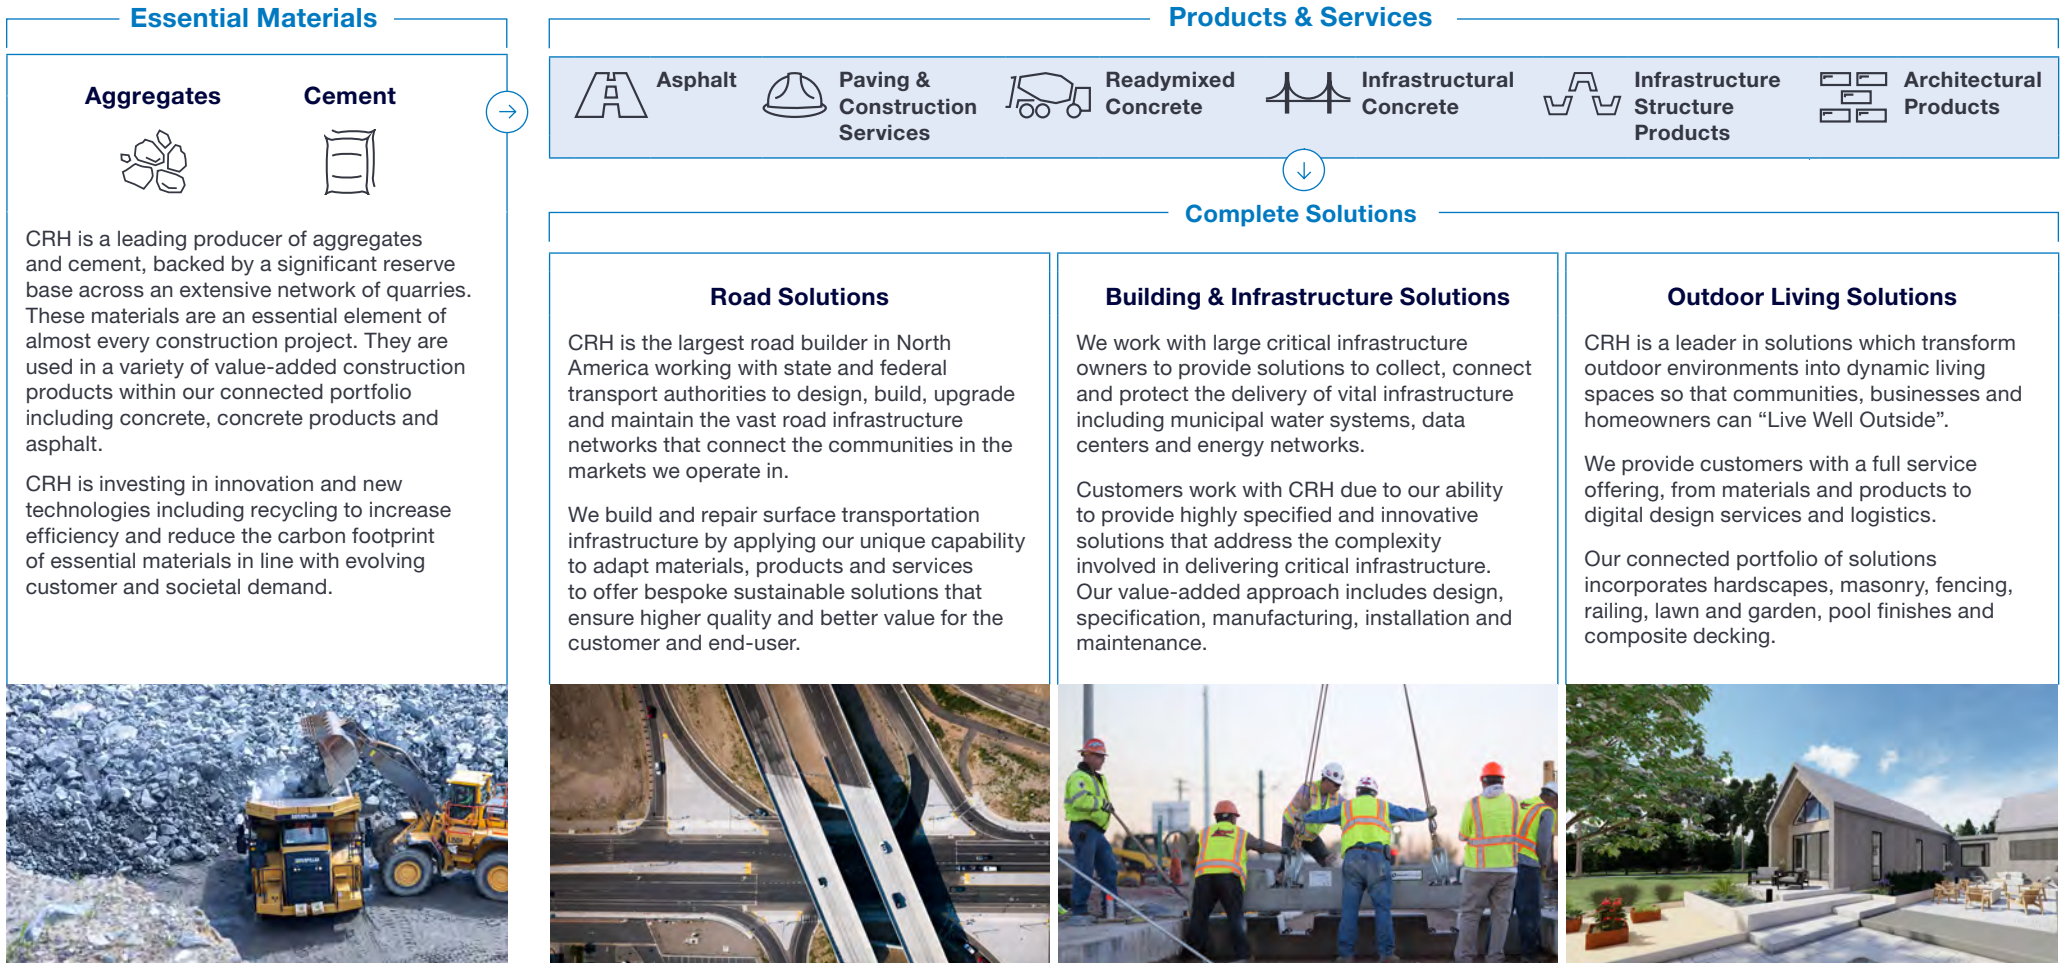 Essential Materials
Aggregates
Cement
CRH is a leading producer of aggregates
and cement, backed by a significant reserve
base across an extensive network of quarries.
These materials are an essential element of
almost every construction project. They are
used in a variety of value-added construction
products within our connected portfolio
including concrete, concrete products and
asphalt.
CRH is investing in innovation and new
technologies including recycling to increase
efficiency and reduce the carbon footprint
of essential materials in line with evolving
customer and societal demand.
Products & Services
Asphalt
Paving &
Construction
Services
Readymixed
Concrete
Infrastructural
Concrete
Infrastructure
Structure
Products
Architectural
Products
Complete Solutions
Road Solutions
CRH is the largest road builder in North
America working with state and federal
transport authorities to design, build, upgrade
and maintain the vast road infrastructure
networks that connect the communities in the
markets we operate in.
We build and repair surface transportation
infrastructure by applying our unique capability
to adapt materials, products and services
to offer bespoke sustainable solutions that
ensure higher quality and better value for the
customer and end-user.
Building & Infrastructure Solutions
We work with large critical infrastructure
owners to provide solutions to collect, connect
and protect the delivery of vital infrastructure
including municipal water systems, data
centers and energy networks.
Customers work with CRH due to our ability
to provide highly specified and innovative
solutions that address the complexity
involved in delivering critical infrastructure.
Our value-added approach includes design,
specification, manufacturing, installation and
maintenance.
Outdoor Living Solutions
CRH is a leader in solutions which transform
outdoor environments into dynamic living
spaces so that communities, businesses and
homeowners can “Live Well Outside”.
We provide customers with a full service
offering, from materials and products to
digital design services and logistics.
Our connected portfolio of solutions
incorporates hardscapes, masonry, fencing,
railing, lawn and garden, pool finishes and
composite decking.